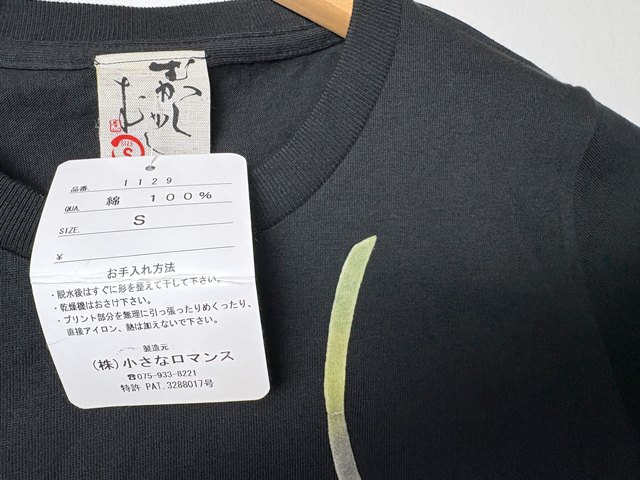 むかし
SIZE
S
品番. 1129
QUA. 綿 100%
SIZE. S
¥
お手入れ方法
・脱水後はすぐに形を整えて干して下さい。
・乾燥機はおさけ下さい。
・プリント部分を無理に引っ張ったりめくったり、
直接アイロン、熱は加えないで下さい。
製造元
(株)小さなロマンス
☎075-933-8221
特許 PAT.3288017号